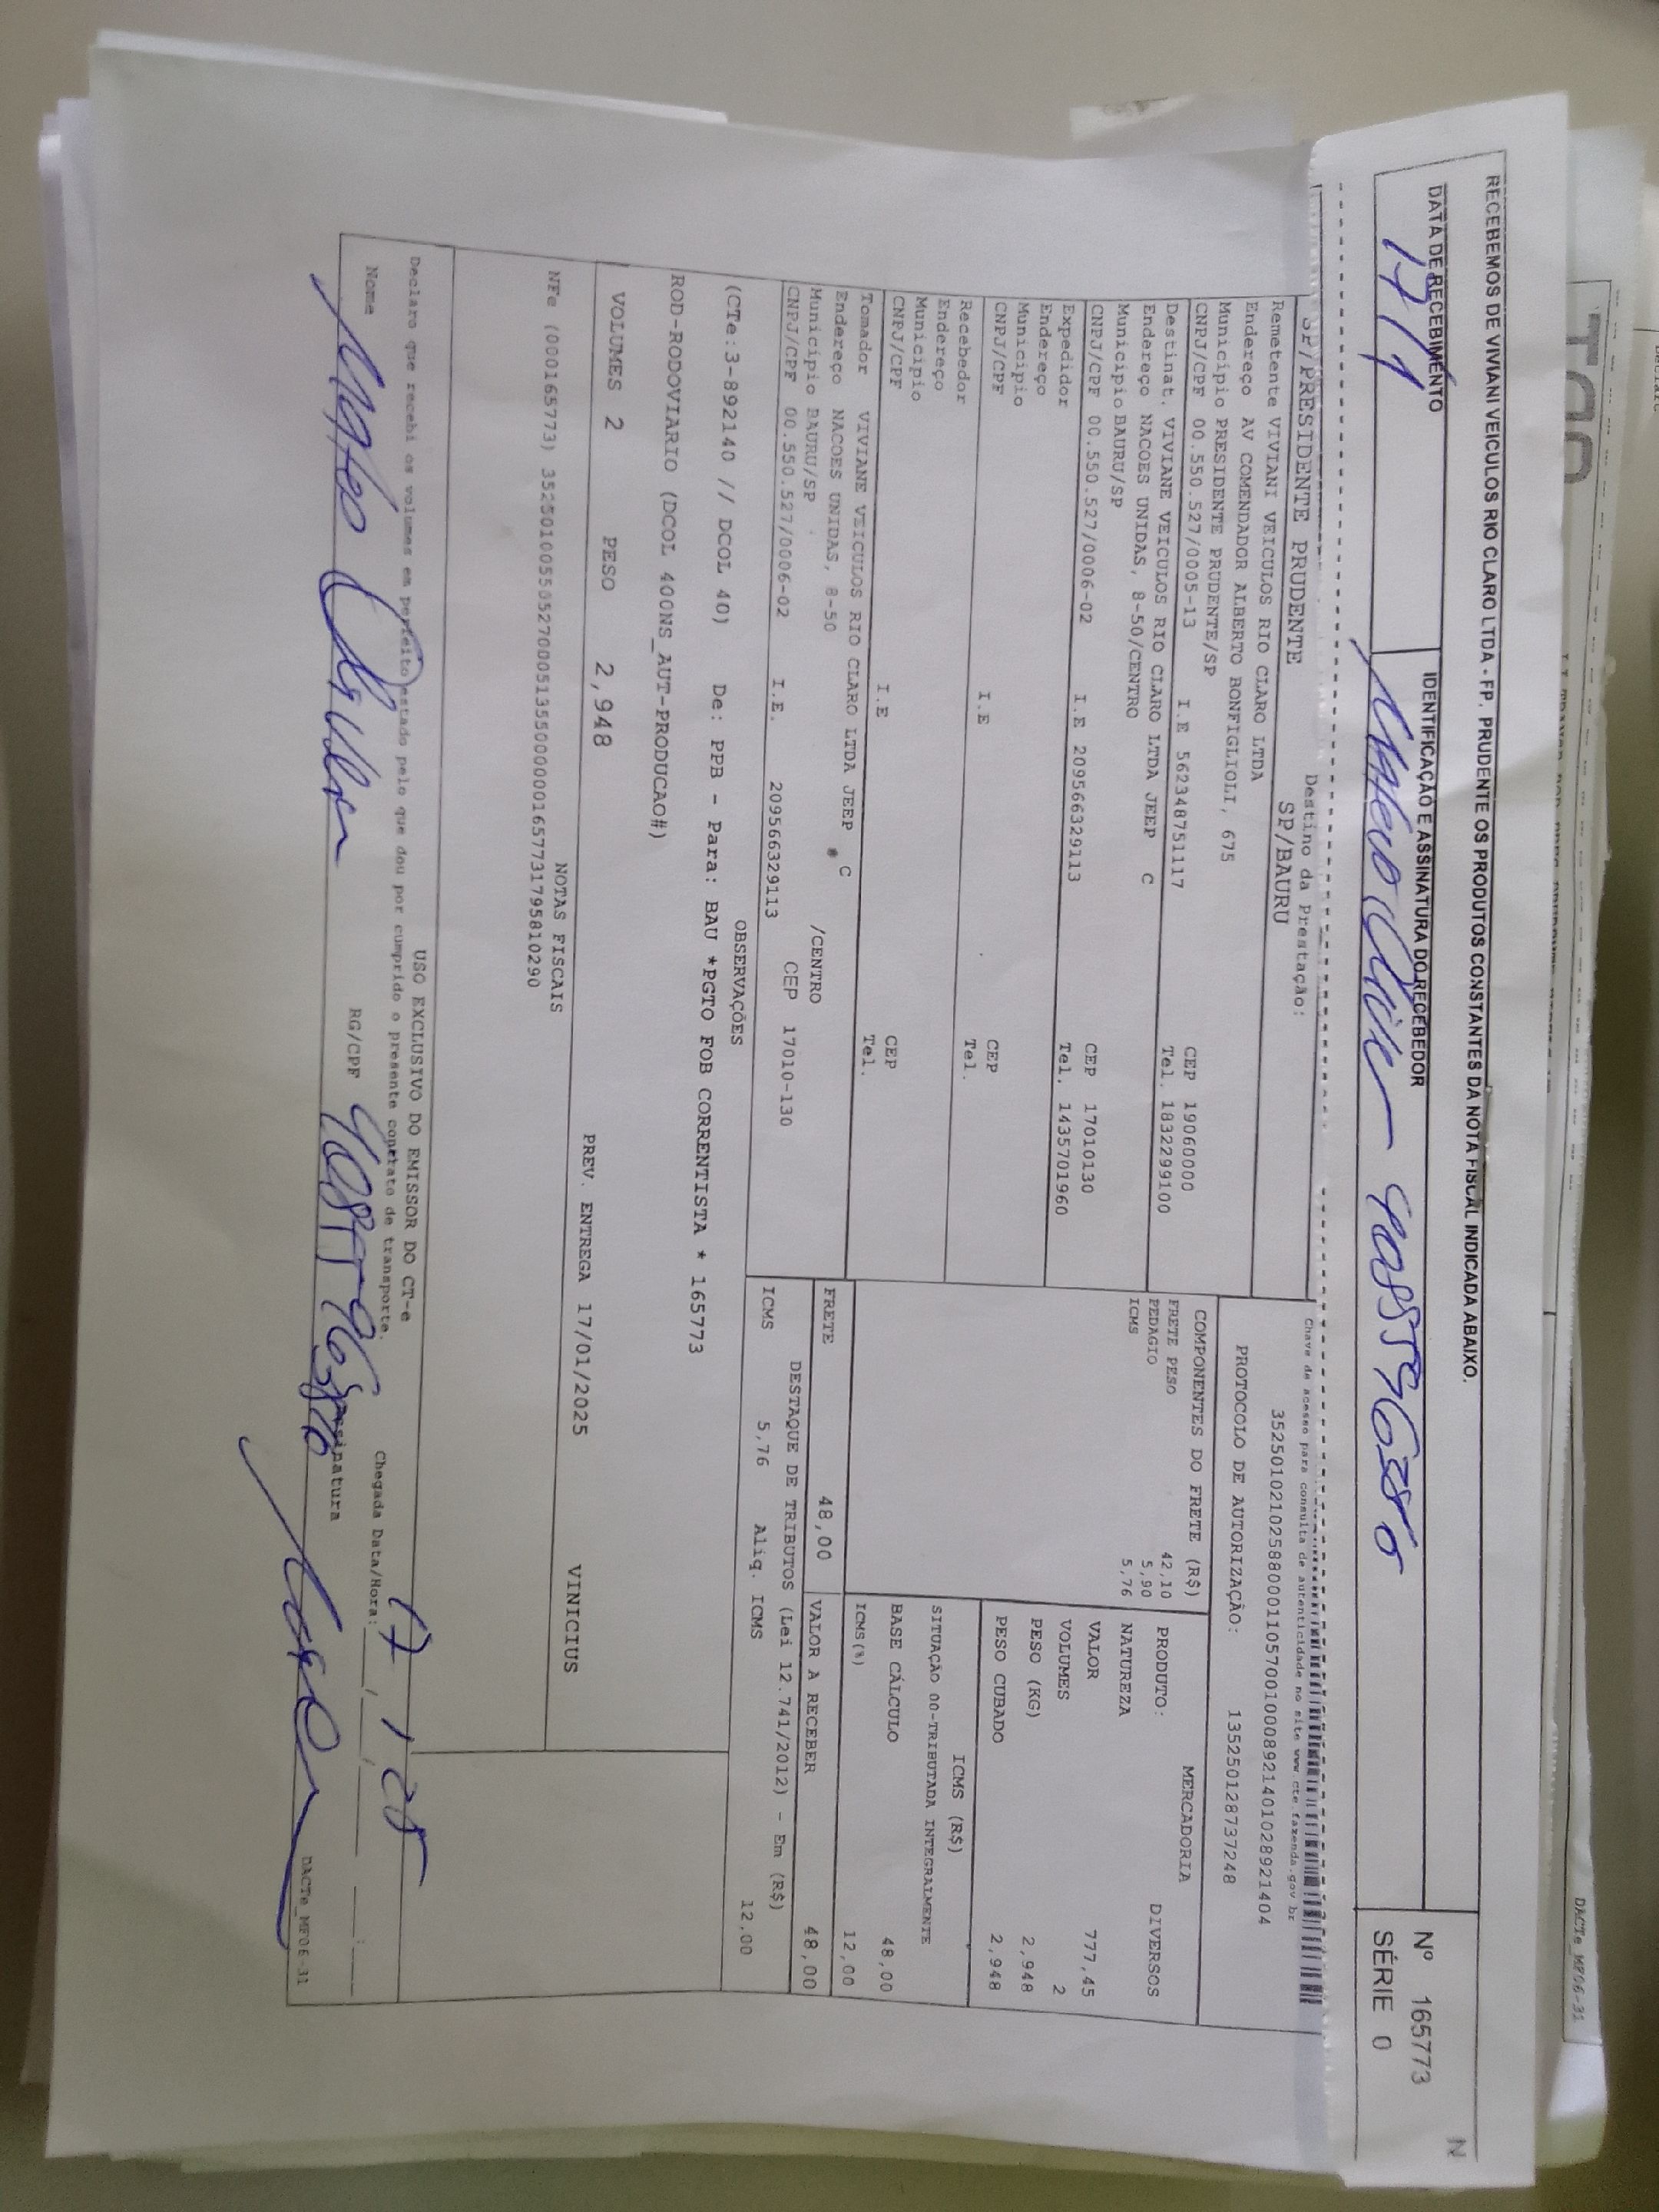 DACTe_MF06-31
RECEBEMOS DE VIVIANI VEICULOS RIO CLARO LTDA - FP. PRUDENTE OS PRODUTOS CONSTANTES DA NOTA FISCAL INDICADA ABAIXO.
DATA DE RECEBIMENTO
17/1
IDENTIFICAÇÃO E ASSINATURA DO RECEBEDOR
Nº 165773
SÉRIE 0
SP/PRESIDENTE PRUDENTE
Destino da Prestação:
SP/BAURU
Chave de acesso para consulta de autenticidade no site www.cte.fazenda.gov.br
35250102102588000110570010008921401028921404
PROTOCOLO DE AUTORIZAÇÃO: 135250128737248
Remetente VIVIANI VEICULOS RIO CLARO LTDA
Endereço AV COMENDADOR ALBERTO BONFIGLIOLI, 675
Município PRESIDENTE PRUDENTE/SP CEP 19060000
CNPJ/CPF 00.550.527/0005-13 I.E 562348751117 Tel. 1832299100
Destinat. VIVIANE VEICULOS RIO CLARO LTDA JEEP C
Endereço NACOES UNIDAS, 8-50/CENTRO
Município BAURU/SP CEP 17010130
CNPJ/CPF 00.550.527/0006-02 I.E 209566329113 Tel. 1435701960
Expedidor
Endereço
Município CEP
CNPJ/CPF I.E Tel.
Recebedor
Endereço
Município CEP
CNPJ/CPF I.E Tel.
Tomador VIVIANE VEICULOS RIO CLARO LTDA JEEP C
Endereço NACOES UNIDAS, 8-50 /CENTRO
Município BAURU/SP CEP 17010-130
CNPJ/CPF 00.550.527/0006-02 I.E. 209566329113
COMPONENTES DO FRETE (R$)
FRETE PESO 42,10
PEDAGIO 5,90
ICMS 5,76
MERCADORIA
PRODUTO: DIVERSOS
NATUREZA
VALOR 777,45
VOLUMES 2
PESO (KG) 2,948
PESO CUBADO 2,948
ICMS (R$)
SITUAÇÃO 00-TRIBUTADA INTEGRALMENTE
BASE CÁLCULO 48,00
ICMS(%) 12,00
FRETE 48,00
VALOR A RECEBER 48,00
DESTAQUE DE TRIBUTOS (Lei 12.741/2012) - Em (R$)
ICMS 5,76 Aliq. ICMS 12,00
OBSERVAÇÕES
(CTe:3-892140 // DCOL 40) De: PPB - Para: BAU *PGTO FOB CORRENTISTA * 165773
ROD-RODOVIARIO (DCOL 400NS_AUT-PRODUCAO#)
VOLUMES 2 PESO 2,948 PREV. ENTREGA 17/01/2025 VINICIUS
NOTAS FISCAIS
NFe (000165773) 35250100550527000513550000001657731795810290
USO EXCLUSIVO DO EMISSOR DO CT-e
Declaro que recebi os volumes em perfeito estado pelo que dou por cumprido o presente contrato de transporte.
Chegada Data/Hora: 17/1/25
Nome
RG/CPF
Assinatura
DACTe_MF06-31